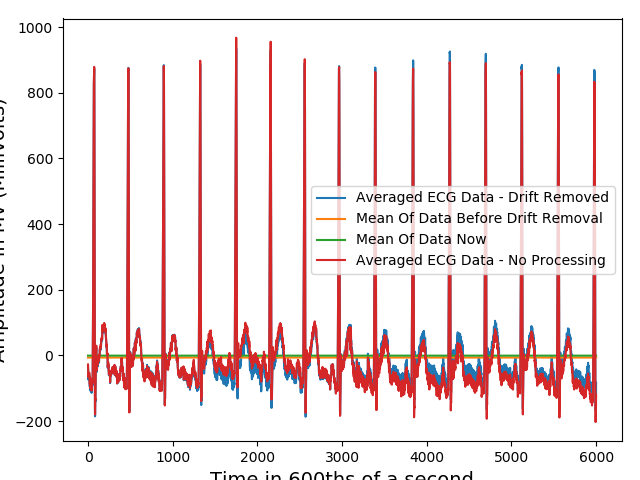 1000
800
600
400
200
0
−200
Amplitude in MV (Millivolts)
Averaged ECG Data - Drift Removed
Mean Of Data Before Drift Removal
Mean Of Data Now
Averaged ECG Data - No Processing
0 1000 2000 3000 4000 5000 6000
Time in 600ths of a second